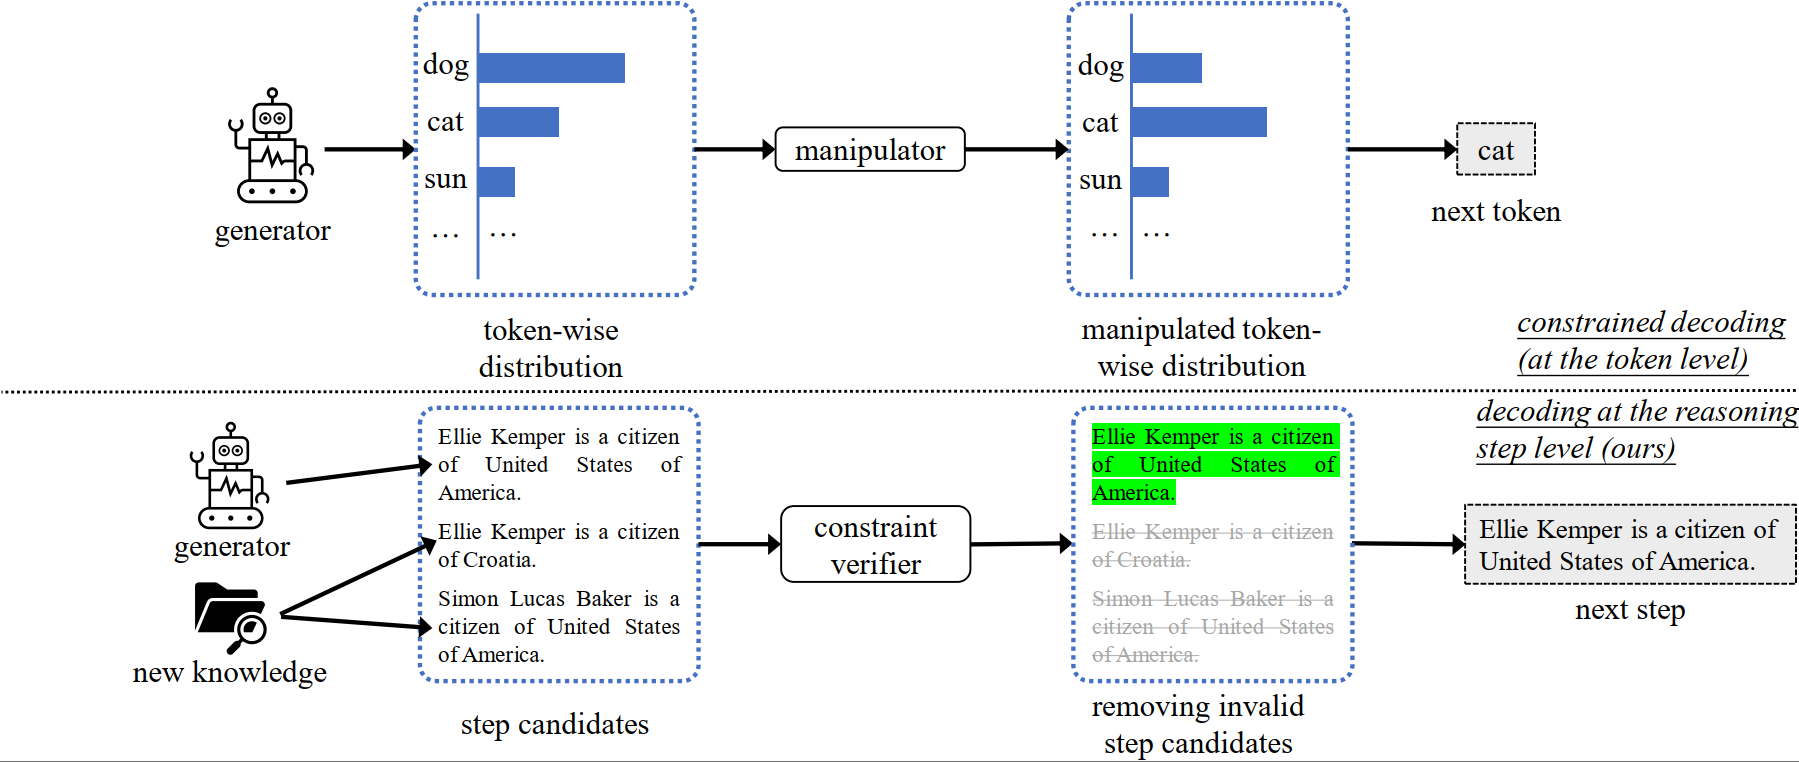 dog
cat
sun
… …
generator
token-wise
distribution
manipulator
dog
cat
sun
… …
manipulated token-
wise distribution
cat
next token
constrained decoding
(at the token level)
decoding at the reasoning
step level (ours)
generator
new knowledge
Ellie Kemper is a citizen
of United States of
America.
Ellie Kemper is a citizen
of Croatia.
Simon Lucas Baker is a
citizen of United States
of America.
step candidates
constraint
verifier
Ellie Kemper is a citizen
of United States of
America.
Ellie Kemper is a citizen
of Croatia.
Simon Lucas Baker is a
citizen of United States
of America.
removing invalid
step candidates
Ellie Kemper is a citizen of
United States of America.
next step